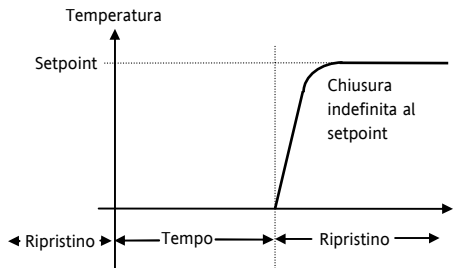 Temperatura
Setpoint
Chiusura
indefinita al
setpoint
Ripristino
Tempo
Ripristino